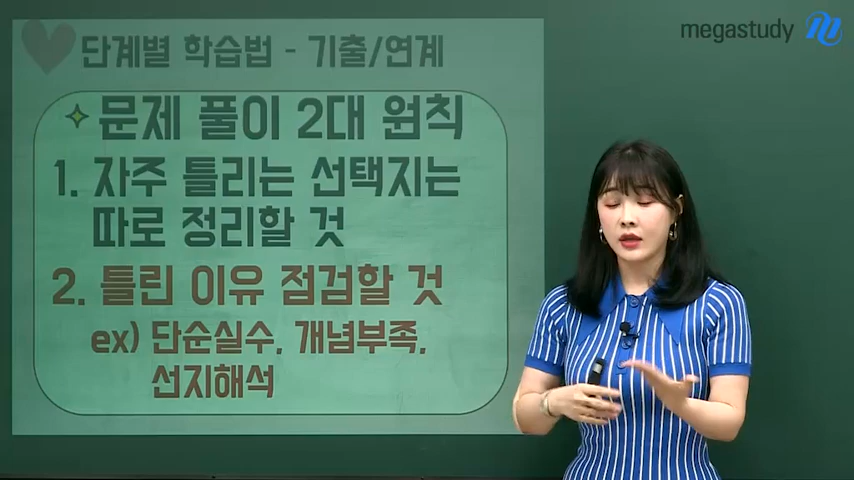 megastudy
단계별 학습법 - 기출/연계
문제 풀이 2대 원칙
1. 자주 틀리는 선택지는
따로 정리할 것
2. 틀린 이유 점검할 것
ex) 단순실수, 개념부족,
선지해석